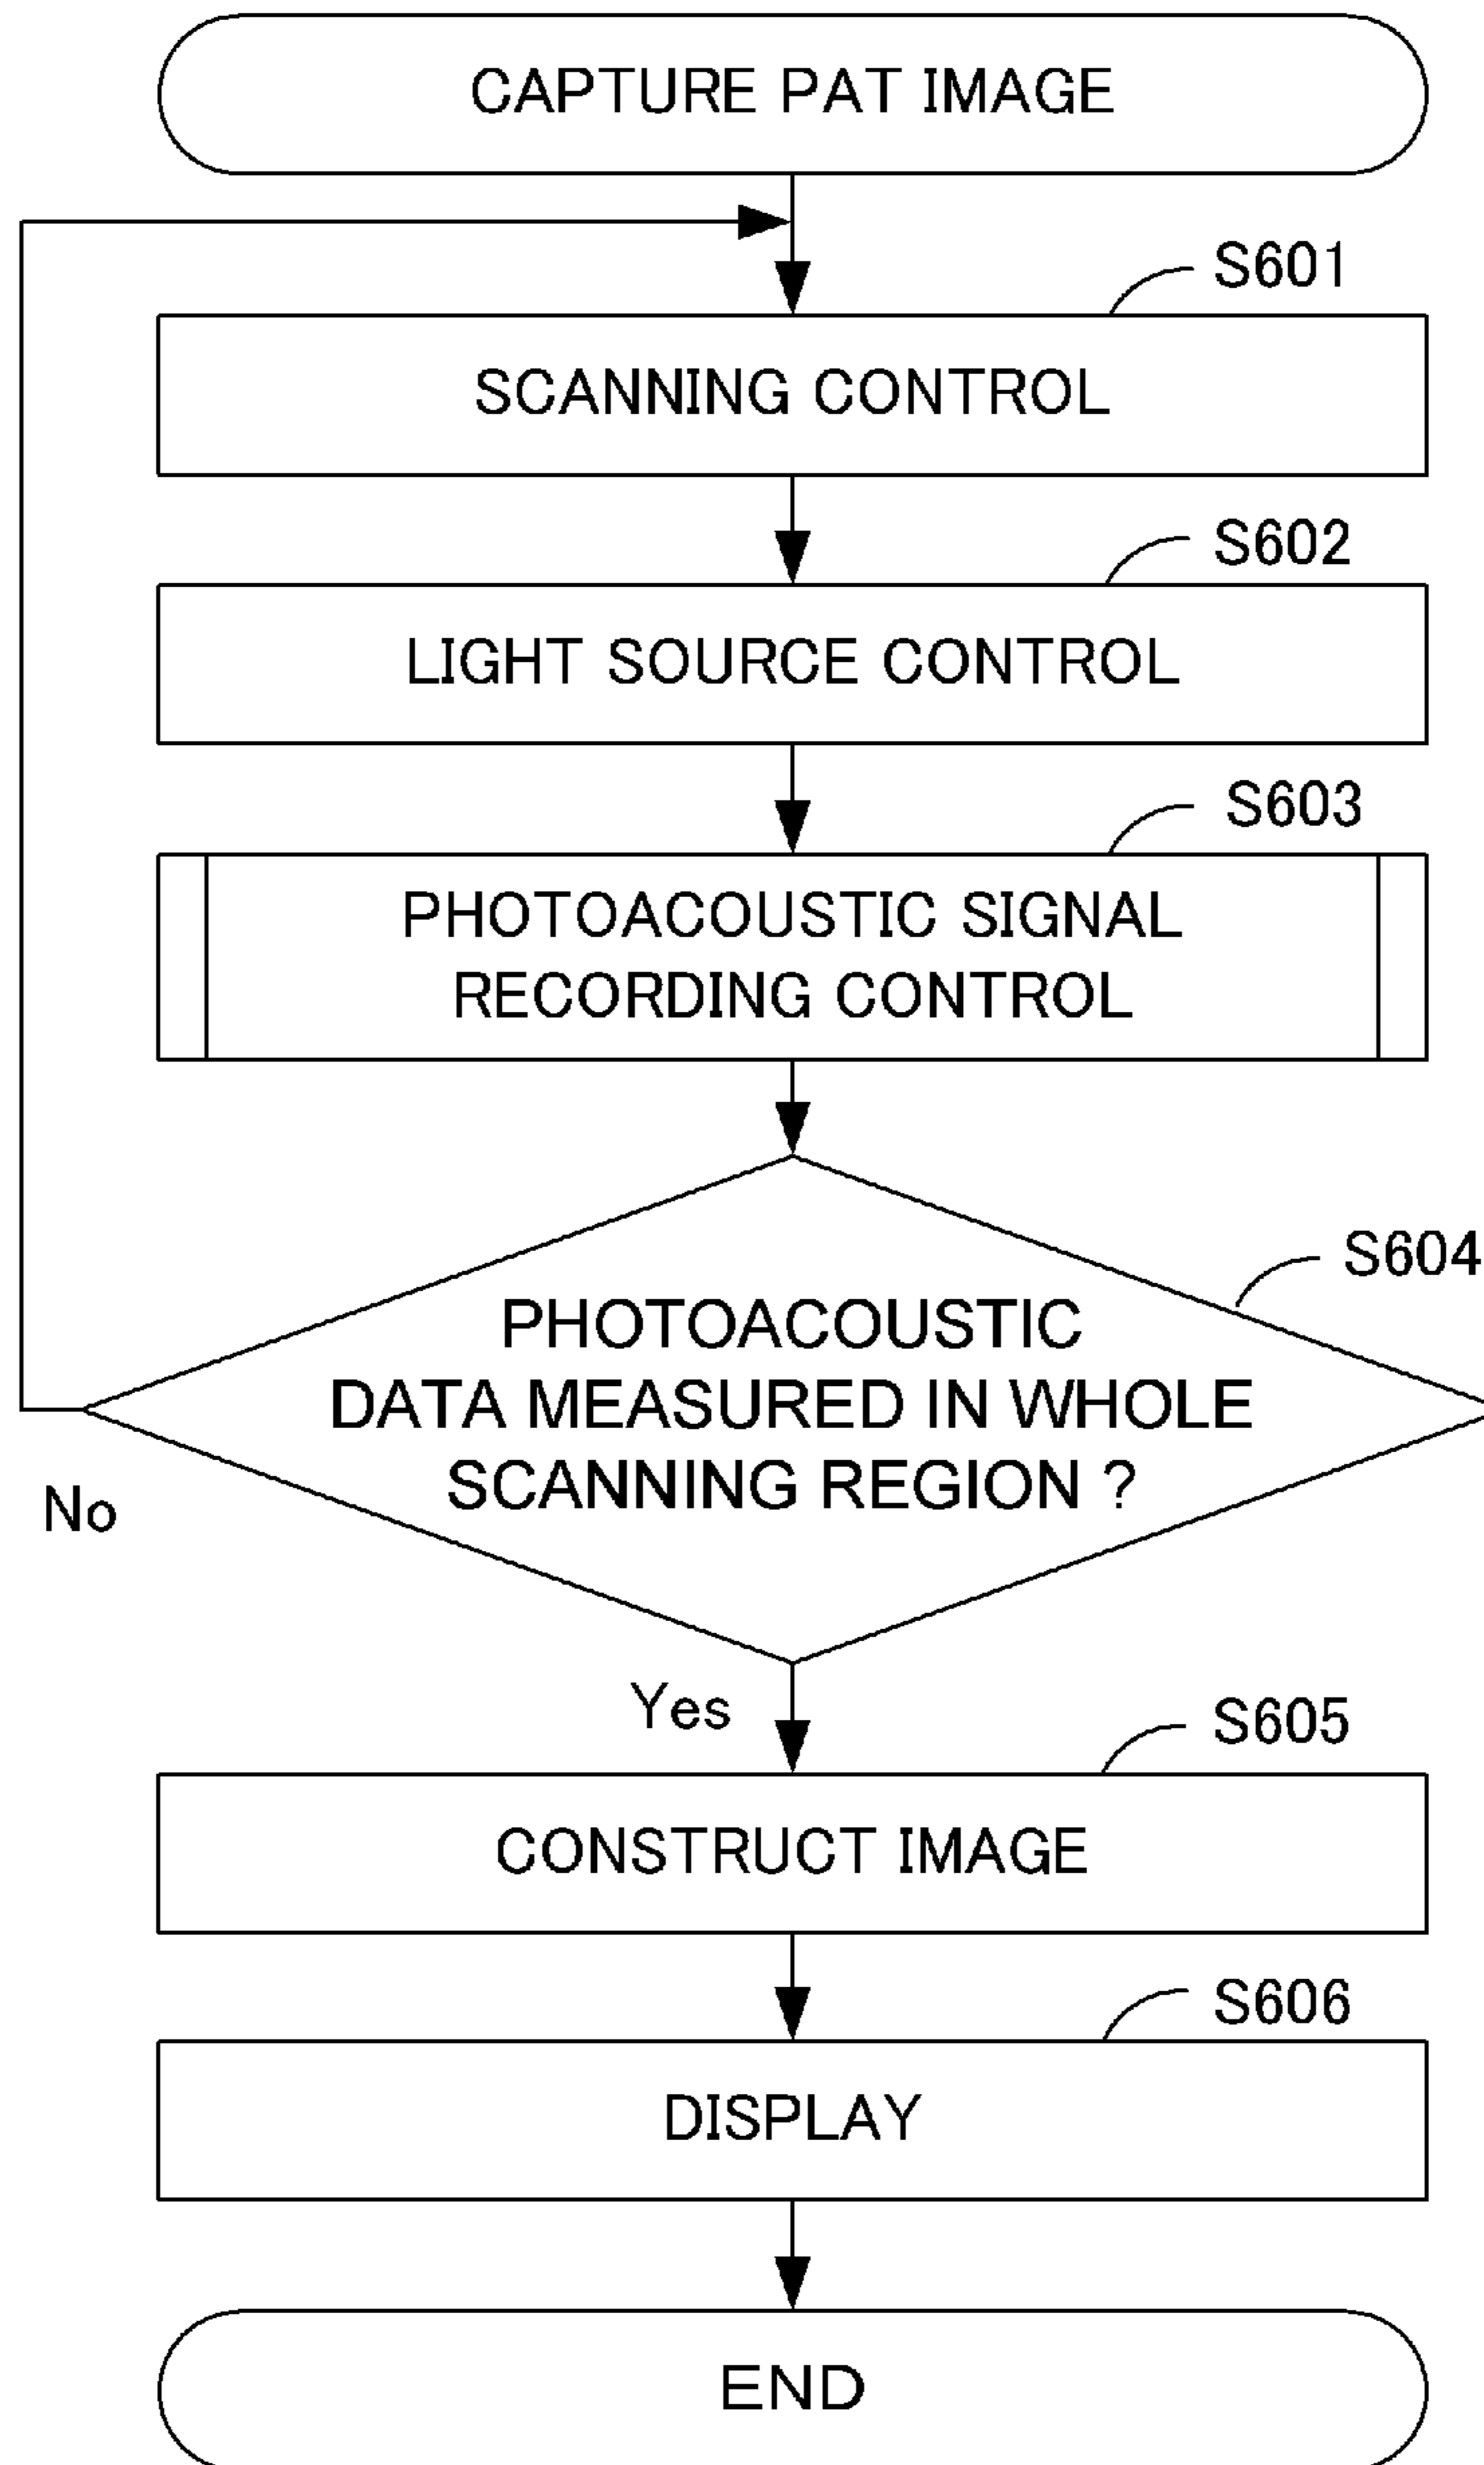 CAPTURE PAT IMAGE
S601
SCANNING CONTROL
S602
LIGHT SOURCE CONTROL
S603
PHOTOACOUSTIC SIGNAL
RECORDING CONTROL
S604
PHOTOACOUSTIC
DATA MEASURED IN WHOLE
SCANNING REGION ?
No
Yes
S605
CONSTRUCT IMAGE
S606
DISPLAY
END